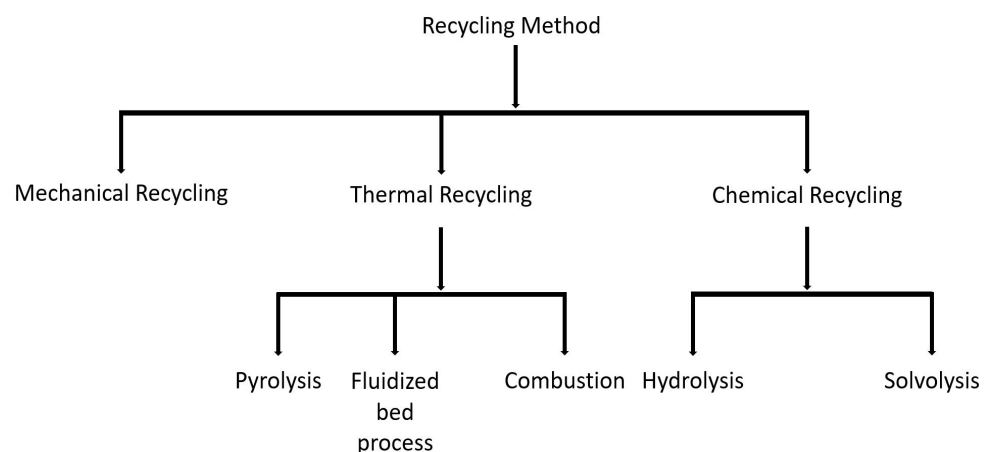 Recycling Method
Mechanical Recycling
Thermal Recycling
Chemical Recycling
Pyrolysis
Fluidized
bed
process
Combustion
Hydrolysis
Solvolysis